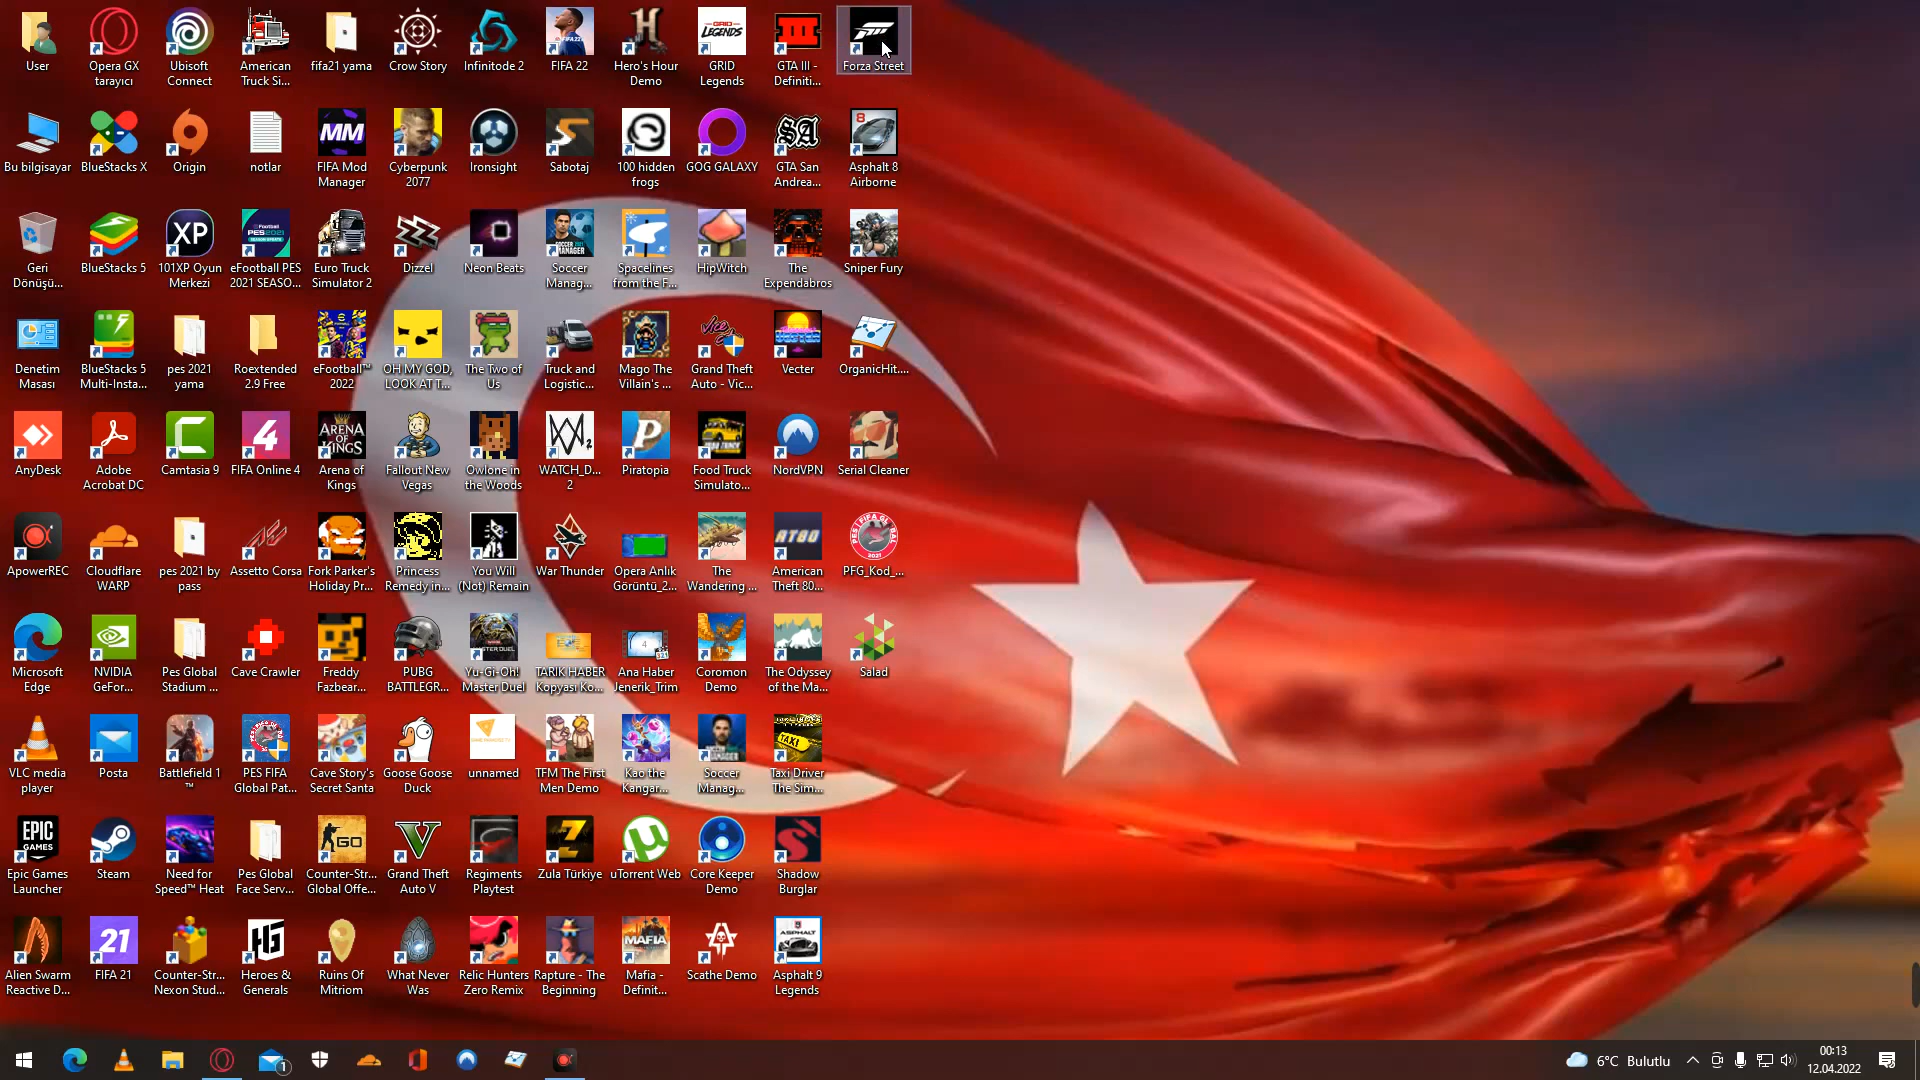 User
Opera GX
tarayıcı
Ubisoft
Connect
American
Truck Si...
fifa21 yama
Crow Story
Infinitode 2
FIFA 22
Hero's Hour
Demo
GRID
Legends
GTA III -
Definiti...
Forza Street
Bu bilgisayar
BlueStacks X
Origin
notlar
FIFA Mod
Manager
Cyberpunk
2077
Ironsight
Sabotaj
100 hidden
frogs
GOG GALAXY
GTA San
Andrea...
Asphalt 8
Airborne
Geri
Dönüşü...
BlueStacks 5
101XP Oyun
Merkezi
eFootball PES
2021 SEASO...
Euro Truck
Simulator 2
Dizzel
Neon Beats
Soccer
Manag...
Spacelines
from the F...
HipWitch
The
Expendabros
Sniper Fury
Denetim
Masası
BlueStacks 5
Multi-Insta...
pes 2021
yama
Roextended
2.9 Free
eFootball™
2022
OH MY GOD,
LOOK AT T...
The Two of
Us
Truck and
Logistic...
Mago The
Villain's ...
Grand Theft
Auto - Vic...
Vecter
OrganicHit....
AnyDesk
Adobe
Acrobat DC
Camtasia 9
FIFA Online 4
Arena of
Kings
Fallout New
Vegas
Owlone in
the Woods
WATCH_D...
2
Piratopia
Food Truck
Simulato...
NordVPN
Serial Cleaner
ApowerREC
Cloudflare
WARP
pes 2021 by
pass
Assetto Corsa
Fork Parker's
Holiday Pr...
Princess
Remedy in...
You Will
(Not) Remain
War Thunder
Opera Anlık
Görüntü_2...
The
Wandering ...
American
Theft 80...
PFG_Kod_...
Microsoft
Edge
NVIDIA
GeFor...
Pes Global
Stadium ...
Cave Crawler
Freddy
Fazbear...
PUBG
BATTLEGR...
Yu-Gi-Oh!
Master Duel
TARIK HABER
Kopyası Ko...
Ana Haber
Jenerik_Trim
Coromon
Demo
The Odyssey
of the Ma...
Salad
VLC media
player
Posta
Battlefield 1
™
PES FIFA
Global Pat...
Cave Story's
Secret Santa
Goose Goose
Duck
unnamed
TFM The First
Men Demo
Kao the
Kangar...
Soccer
Manag...
Taxi Driver
The Sim...
Epic Games
Launcher
Steam
Need for
Speed™ Heat
Pes Global
Face Serv...
Counter-Str...
Global Offe...
Grand Theft
Auto V
Regiments
Playtest
Zula Türkiye
uTorrent Web
Core Keeper
Demo
Shadow
Burglar
Alien Swarm
Reactive D...
FIFA 21
Counter-Str...
Nexon Stud...
Heroes &
Generals
Ruins Of
Mitriom
What Never
Was
Relic Hunters
Zero Remix
Rapture - The
Beginning
Mafia -
Definit...
Scathe Demo
Asphalt 9
Legends
6°C Bulutlu
00:13
12.04.2022